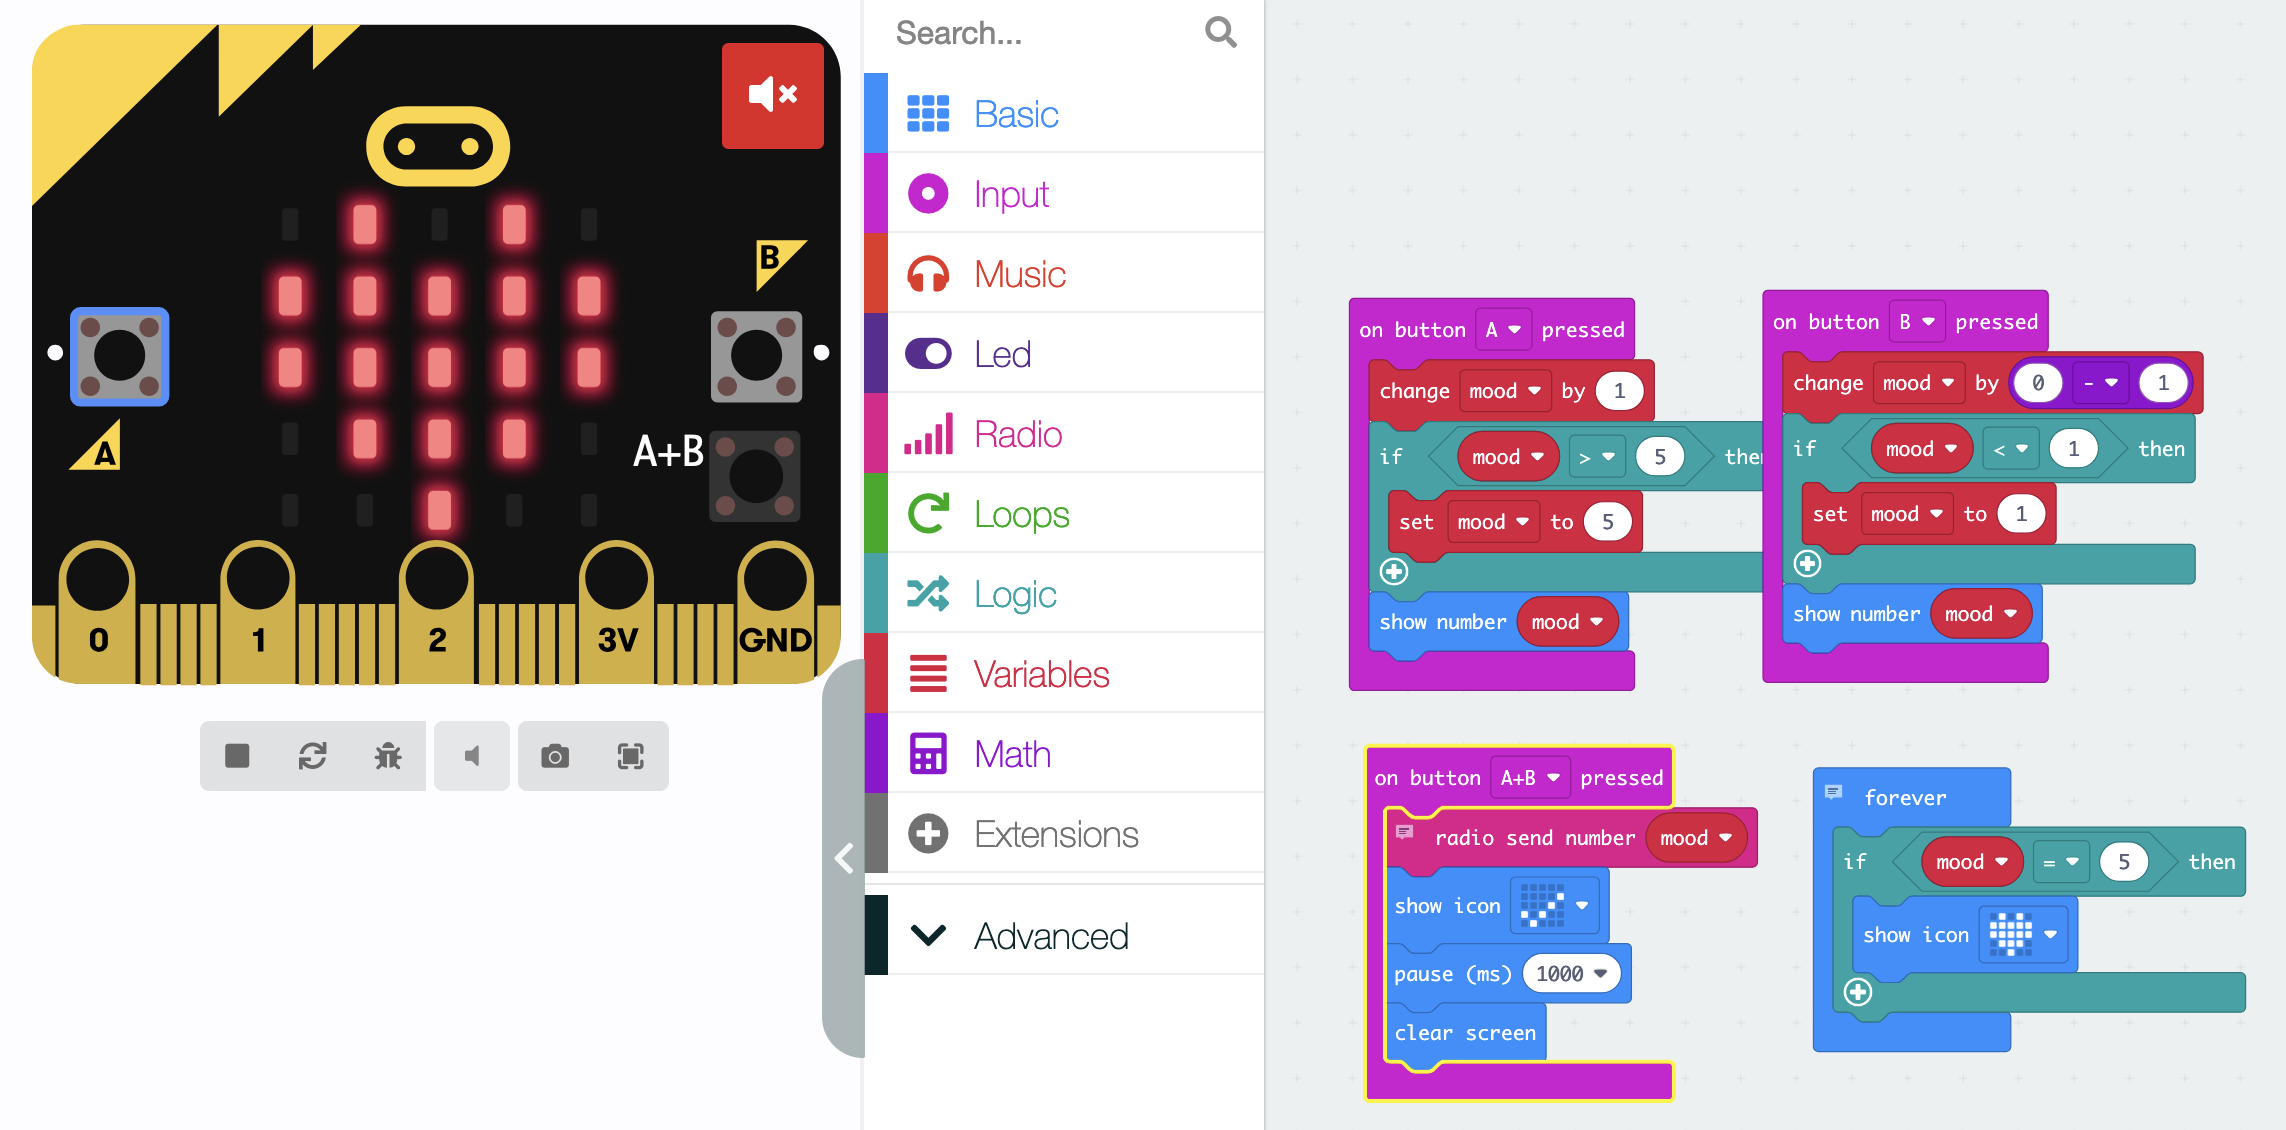 B
A
A+B
0 1 2 3V GND
Search...
Basic
Input
Music
Led
Radio
Loops
Logic
Variables
Math
Extensions
Advanced
on button A pressed
change mood by 1
if mood > 5 then
set mood to 5
show number mood
on button B pressed
change mood by 0 - 1
if mood < 1 then
set mood to 1
show number mood
on button A+B pressed
radio send number mood
show icon
pause (ms) 1000
clear screen
forever
if mood = 5 then
show icon